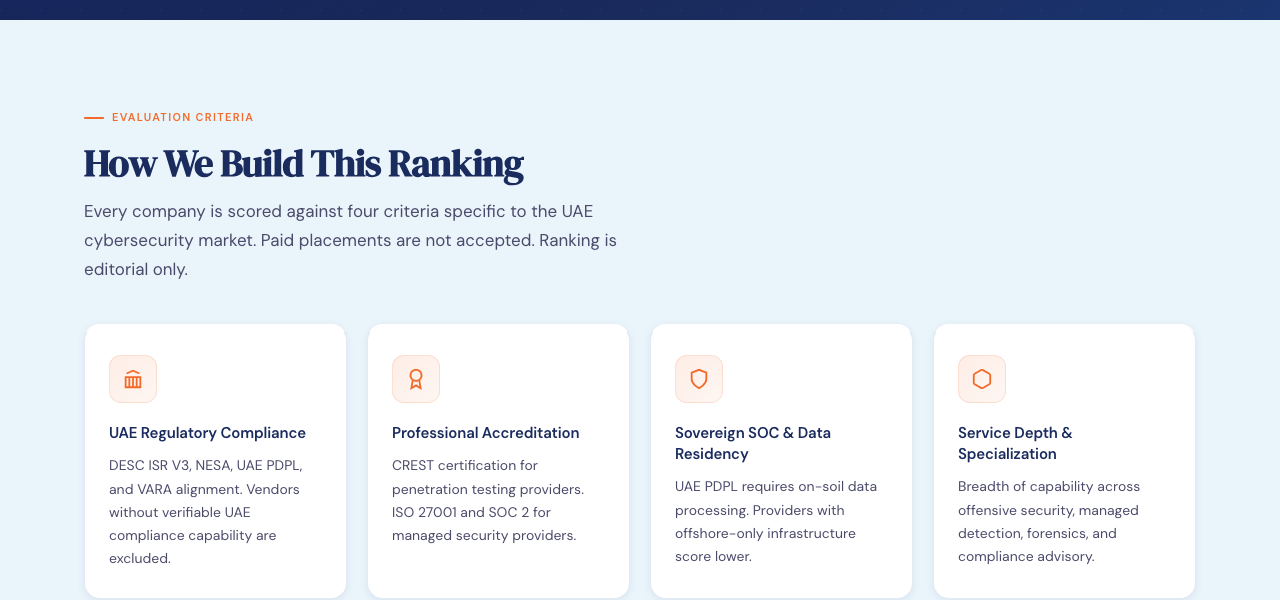 EVALUATION CRITERIA
How We Build This Ranking
Every company is scored against four criteria specific to the UAE
cybersecurity market. Paid placements are not accepted. Ranking is
editorial only.
UAE Regulatory Compliance
DESC ISR V3, NESA, UAE PDPL,
and VARA alignment. Vendors
without verifiable UAE
compliance capability are
excluded.
Professional Accreditation
CREST certification for
penetration testing providers.
ISO 27001 and SOC 2 for
managed security providers.
Sovereign SOC & Data
Residency
UAE PDPL requires on-soil data
processing. Providers with
offshore-only infrastructure
score lower.
Service Depth &
Specialization
Breadth of capability across
offensive security, managed
detection, forensics, and
compliance advisory.